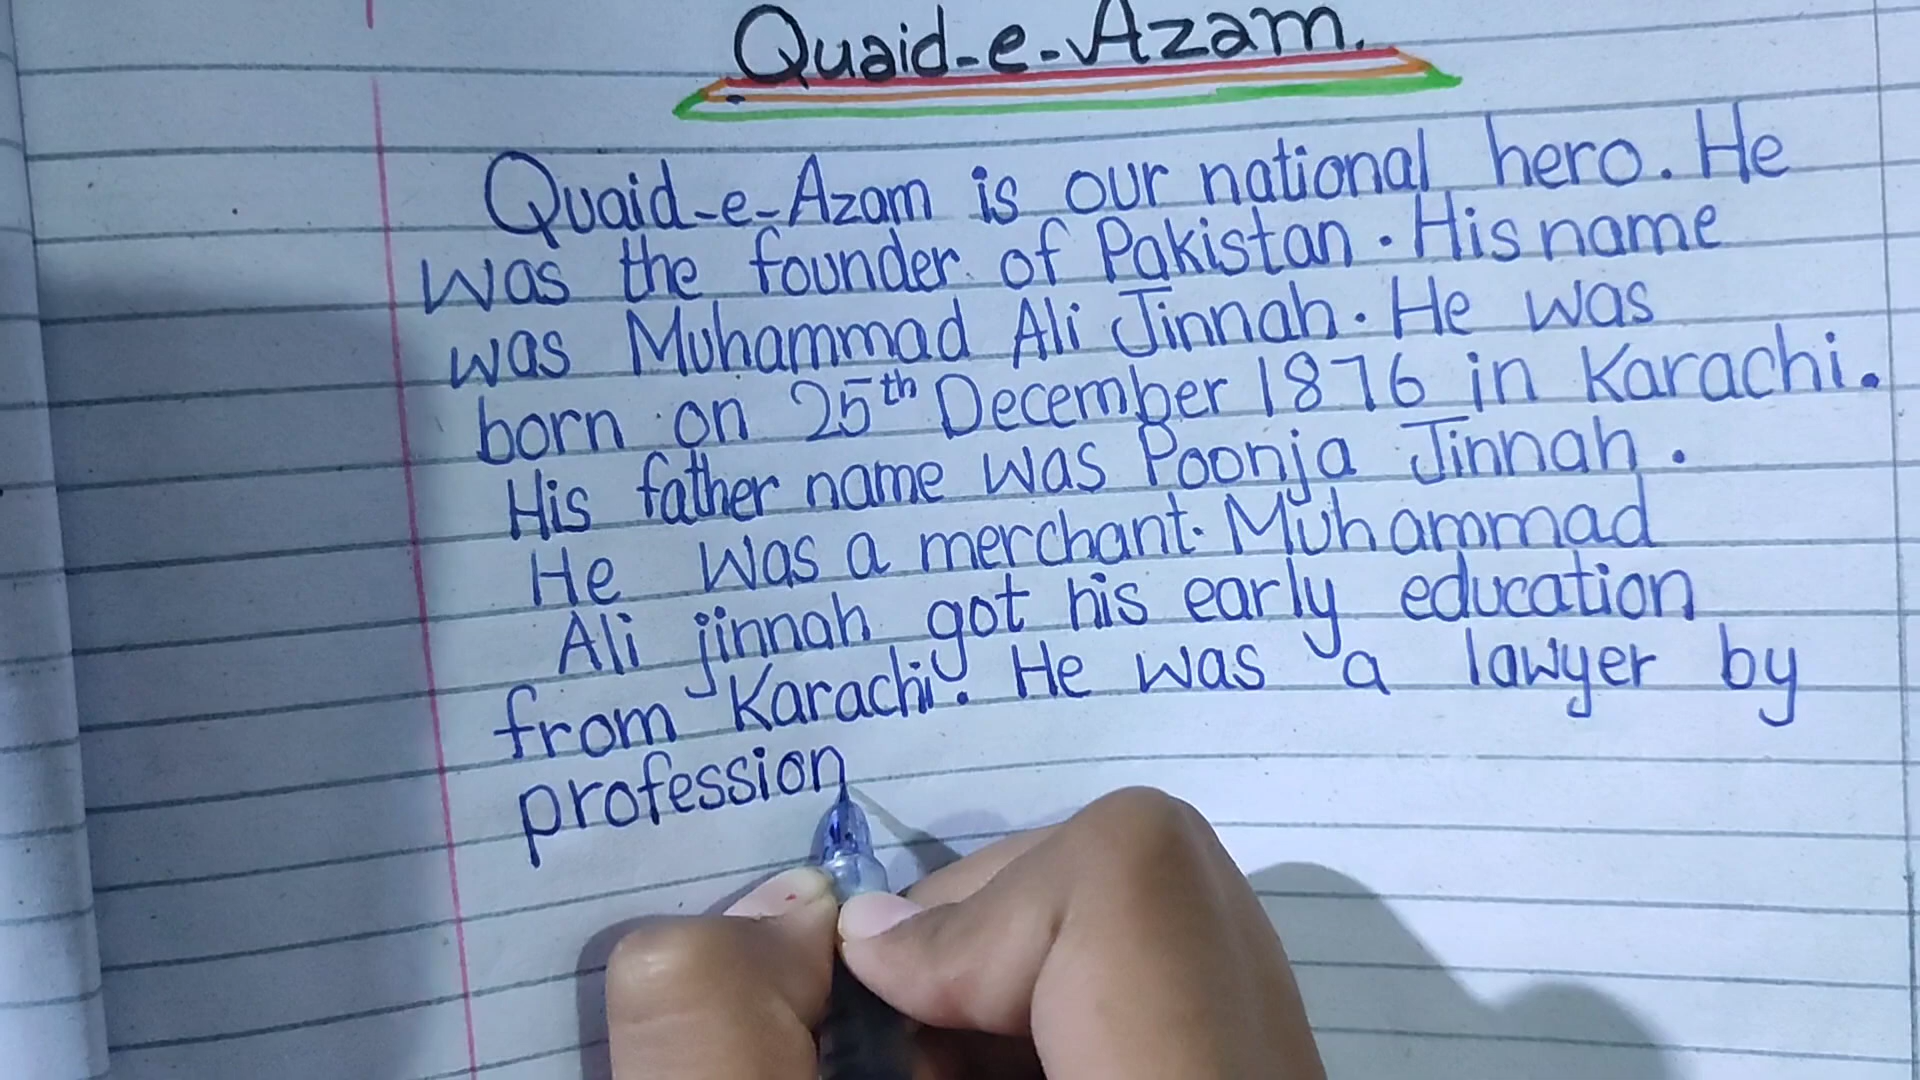 Quaid-e-Azam.
Quaid-e-Azam is our national hero. He
was the founder of Pakistan. His name
was Muhammad Ali Jinnah. He was
born on 25th December 1876 in Karachi.
His father name was Poonja Jinnah.
He was a merchant. Muhammad
Ali jinnah got his early education
from Karachi. He was a lawyer by
profession